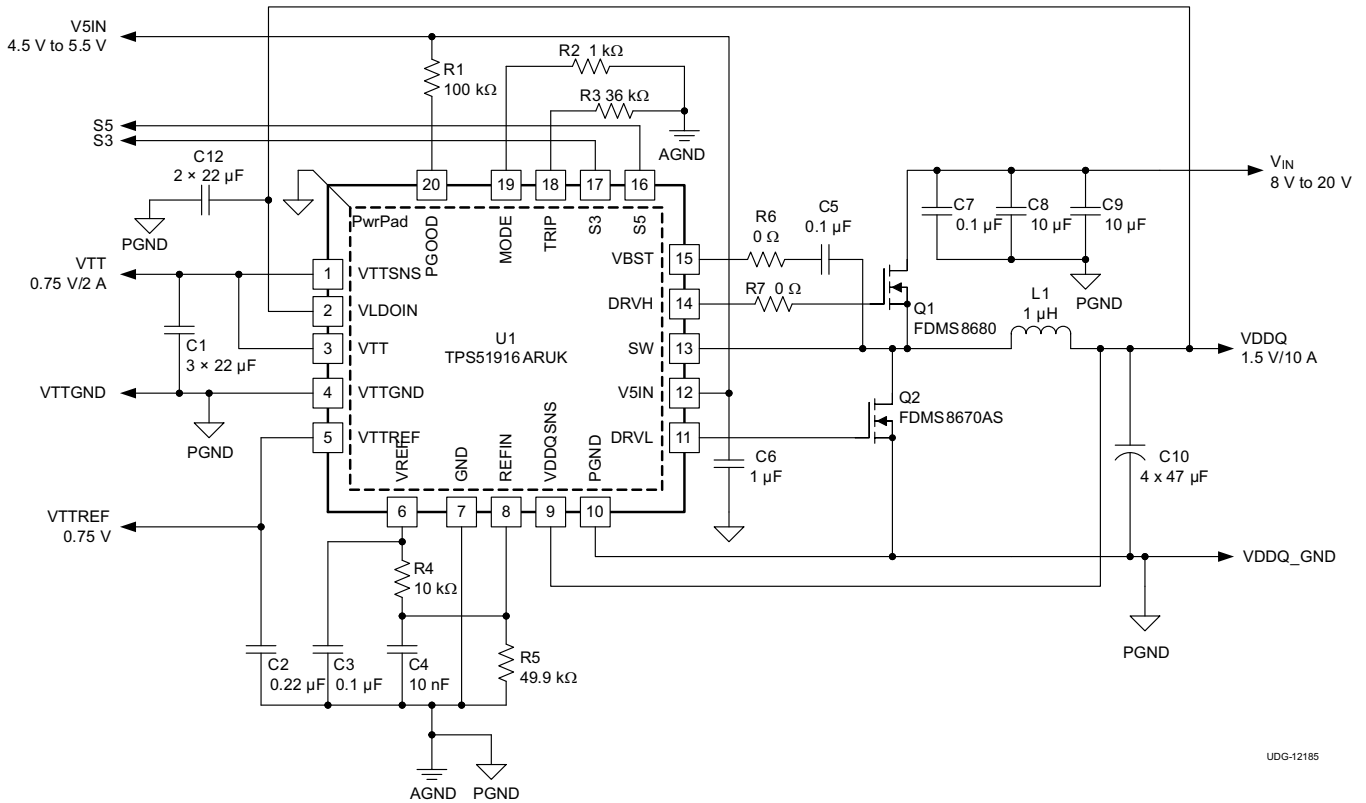 V5IN
4.5 V to 5.5 V
R1
100 kΩ
R2 1 kΩ
R3 36 kΩ
S5
S3
AGND
C12
2 × 22 µF
PGND
20
19
18
17
16
PwrPad
PGOOD
MODE
TRIP
S3
S5
VIN
8 V to 20 V
C7
0.1 µF
C8
10 µF
C9
10 µF
PGND
R6
0 Ω
C5
0.1 µF
VTT
0.75 V/2 A
1
VTTSNS
VBST
15
2
VLDOIN
DRVH
14
R7 0 Ω
Q1
FDMS8680
L1
1 µH
U1
TPS51916ARUK
3
VTT
SW
13
VDDQ
1.5 V/10 A
C1
3 × 22 µF
VTTGND
4
VTTGND
V5IN
12
Q2
FDMS8670AS
PGND
5
VTTREF
DRVL
11
VREF
GND
REFIN
VDDQSNS
PGND
C6
1 µF
C10
4 x 47 µF
6
7
8
9
10
VTTREF
0.75 V
VDDQ_GND
R4
10 kΩ
PGND
C2
0.22 µF
C3
0.1 µF
C4
10 nF
R5
49.9 kΩ
AGND
PGND
UDG-12185